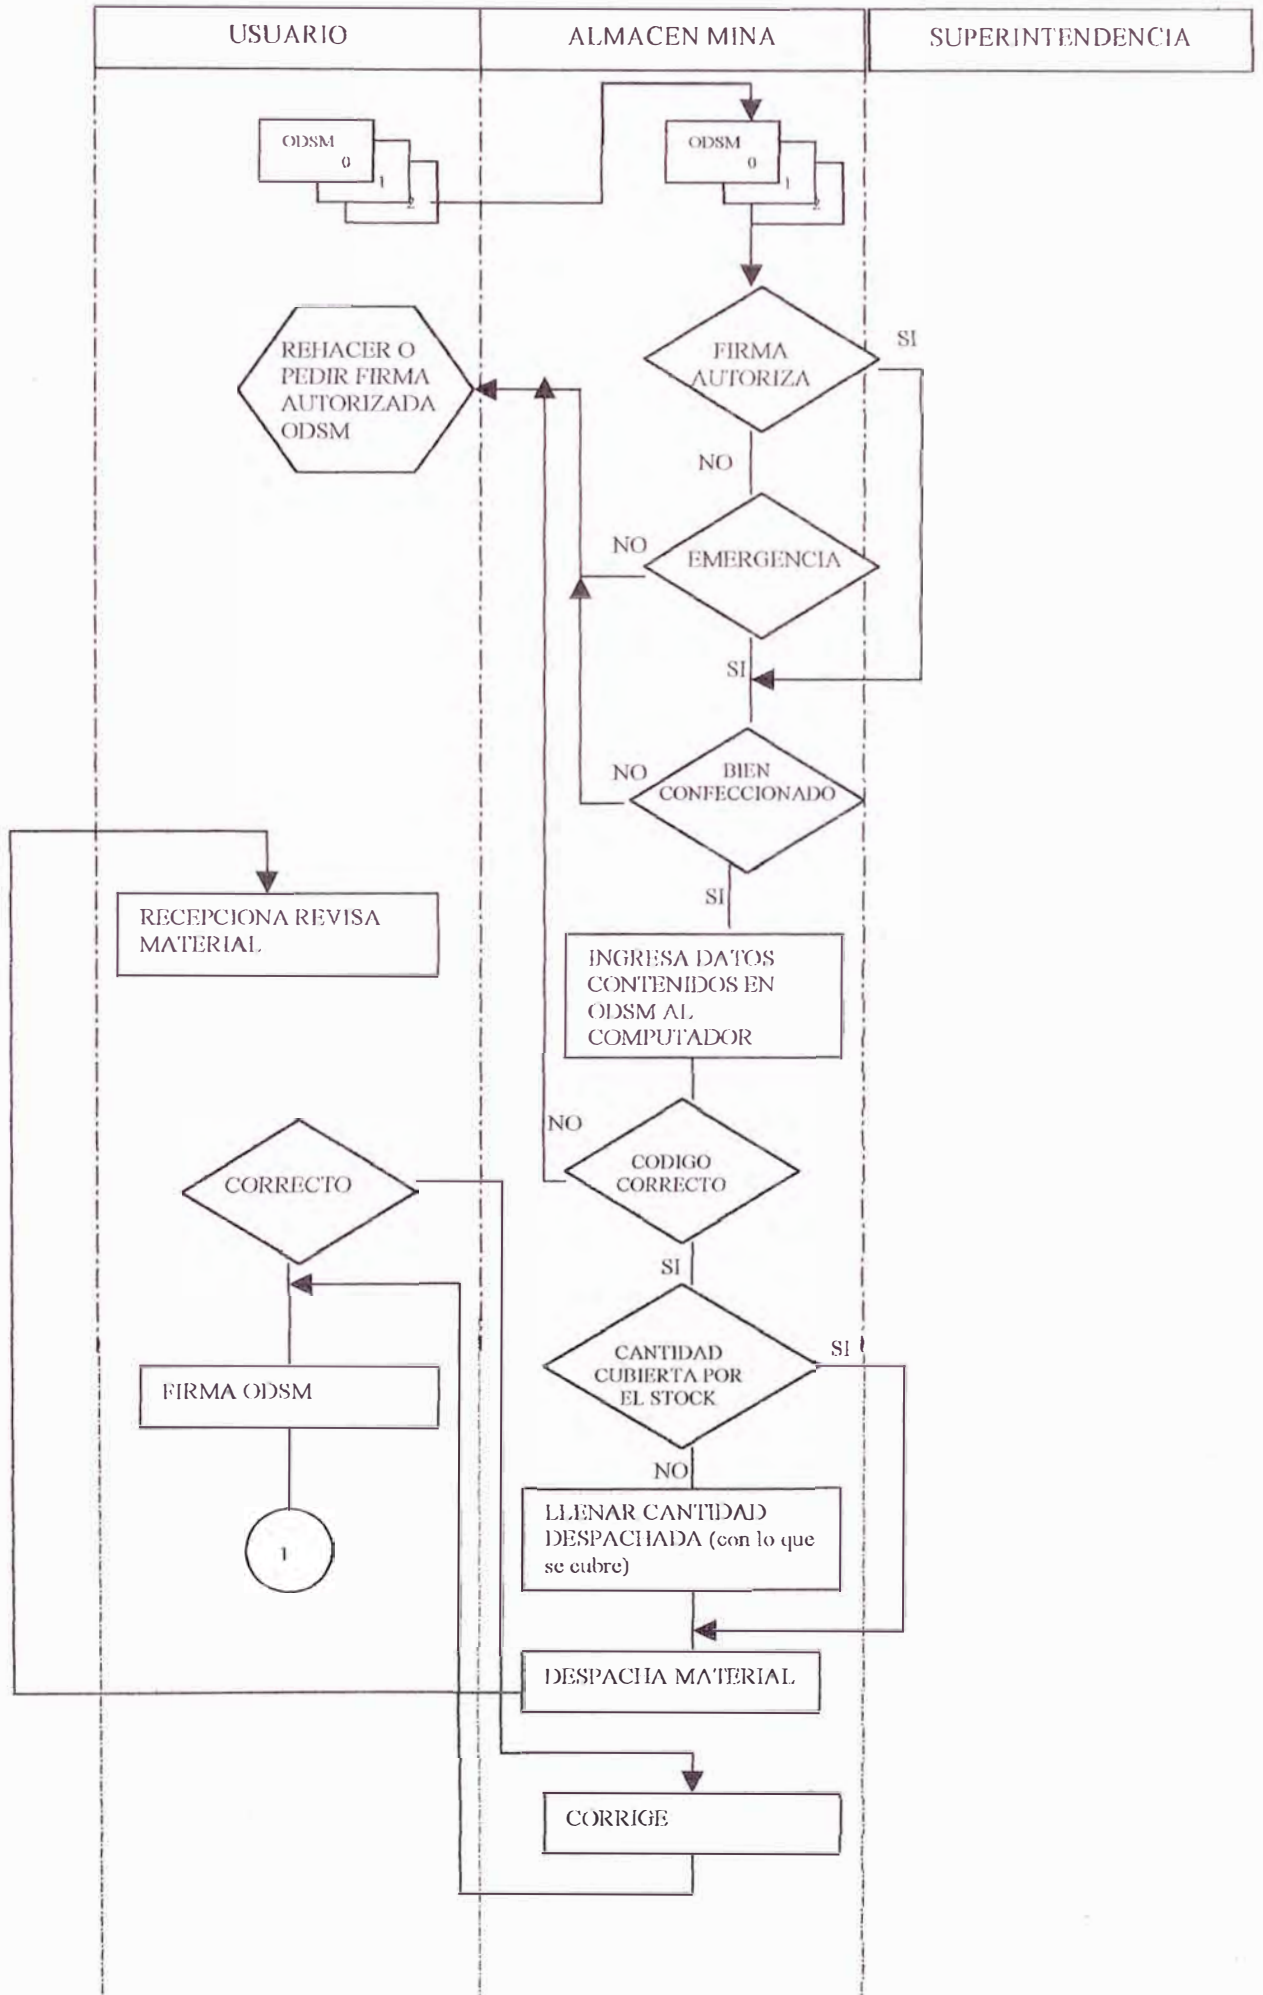 USUARIO
ALMACEN MINA
SUPERINTENDENCIA
ODSM
0
1
2
ODSM
0
1
2
FIRMA
AUTORIZA
SI
NO
REHACER O
PEDIR FIRMA
AUTORIZADA
ODSM
EMERGENCIA
NO
SI
BIEN
CONFECCIONADO
NO
SI
RECEPCIONA REVISA
MATERIAL
INGRESA DATOS
CONTENIDOS EN
ODSM AL
COMPUTADOR
NO
CODIGO
CORRECTO
CORRECTO
SI
CANTIDAD
CUBIERTA POR
EL STOCK
SI
FIRMA ODSM
NO
LLENAR CANTIDAD
DESPACHADA (con lo que
se cubre)
1
DESPACHA MATERIAL
CORRIGE